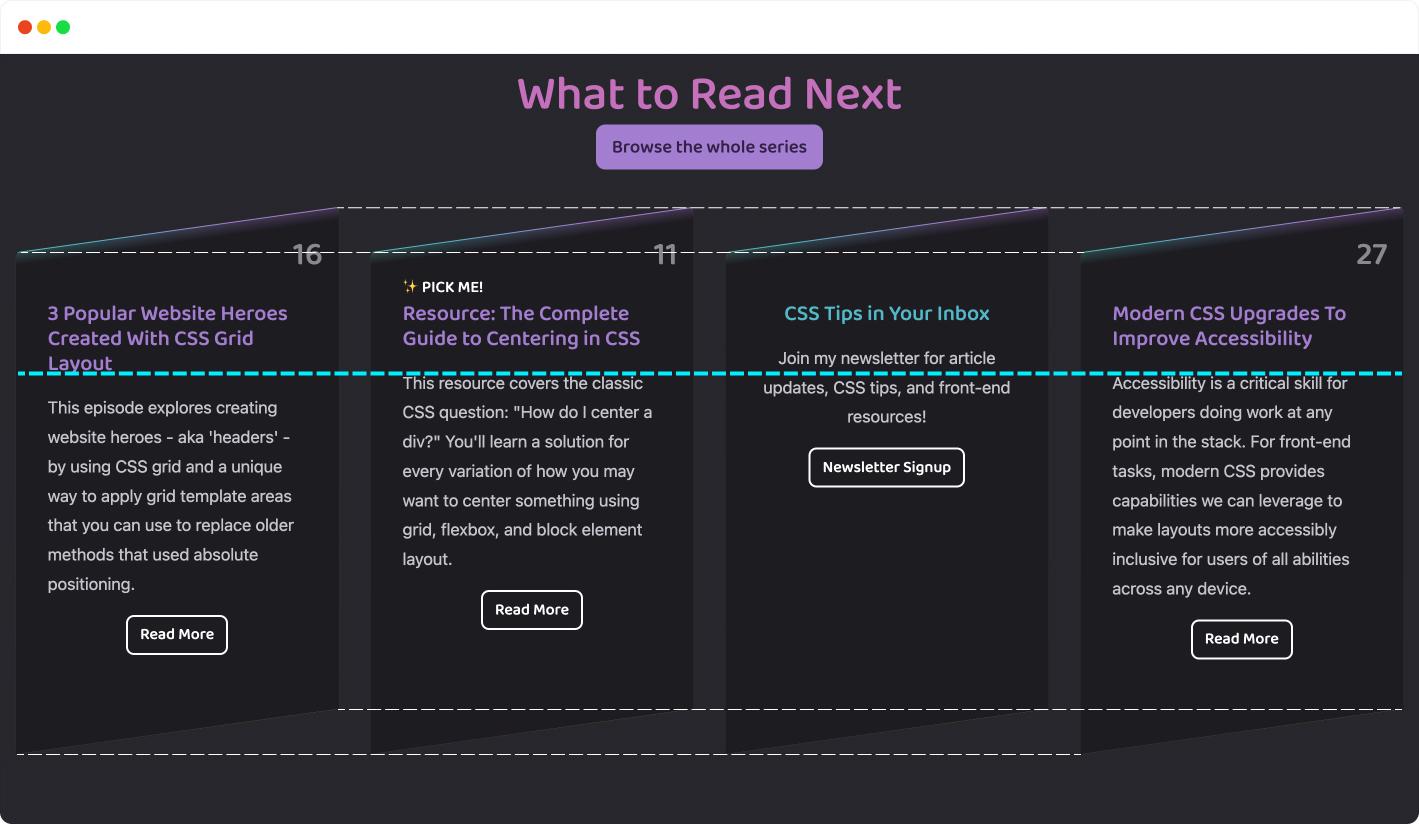 What to Read Next
Browse the whole series
16
3 Popular Website Heroes
Created With CSS Grid
Layout
This episode explores creating
website heroes - aka 'headers' -
by using CSS grid and a unique
way to apply grid template areas
that you can use to replace older
methods that used absolute
positioning.
Read More
11
✨ PICK ME!
Resource: The Complete
Guide to Centering in CSS
This resource covers the classic
CSS question: "How do I center a
div?" You'll learn a solution for
every variation of how you may
want to center something using
grid, flexbox, and block element
layout.
Read More
CSS Tips in Your Inbox
Join my newsletter for article
updates, CSS tips, and front-end
resources!
Newsletter Signup
27
Modern CSS Upgrades To
Improve Accessibility
Accessibility is a critical skill for
developers doing work at any
point in the stack. For front-end
tasks, modern CSS provides
capabilities we can leverage to
make layouts more accessibly
inclusive for users of all abilities
across any device.
Read More